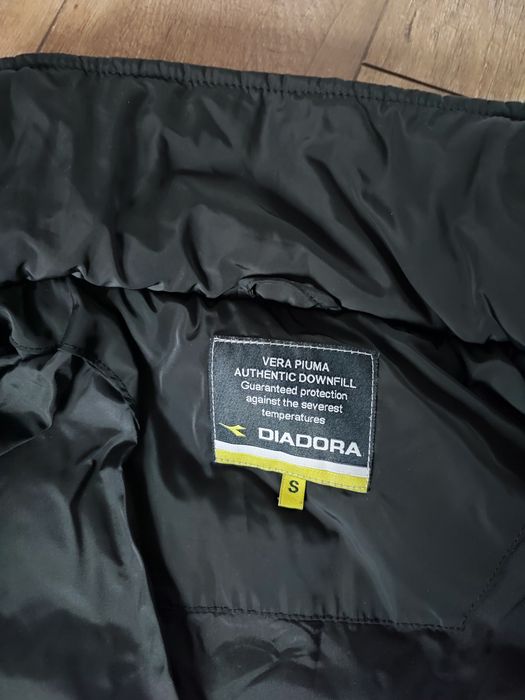 VERA PIUMA
AUTHENTIC DOWNFILL
Guaranteed protection
against the severest
temperatures
DIADORA
S